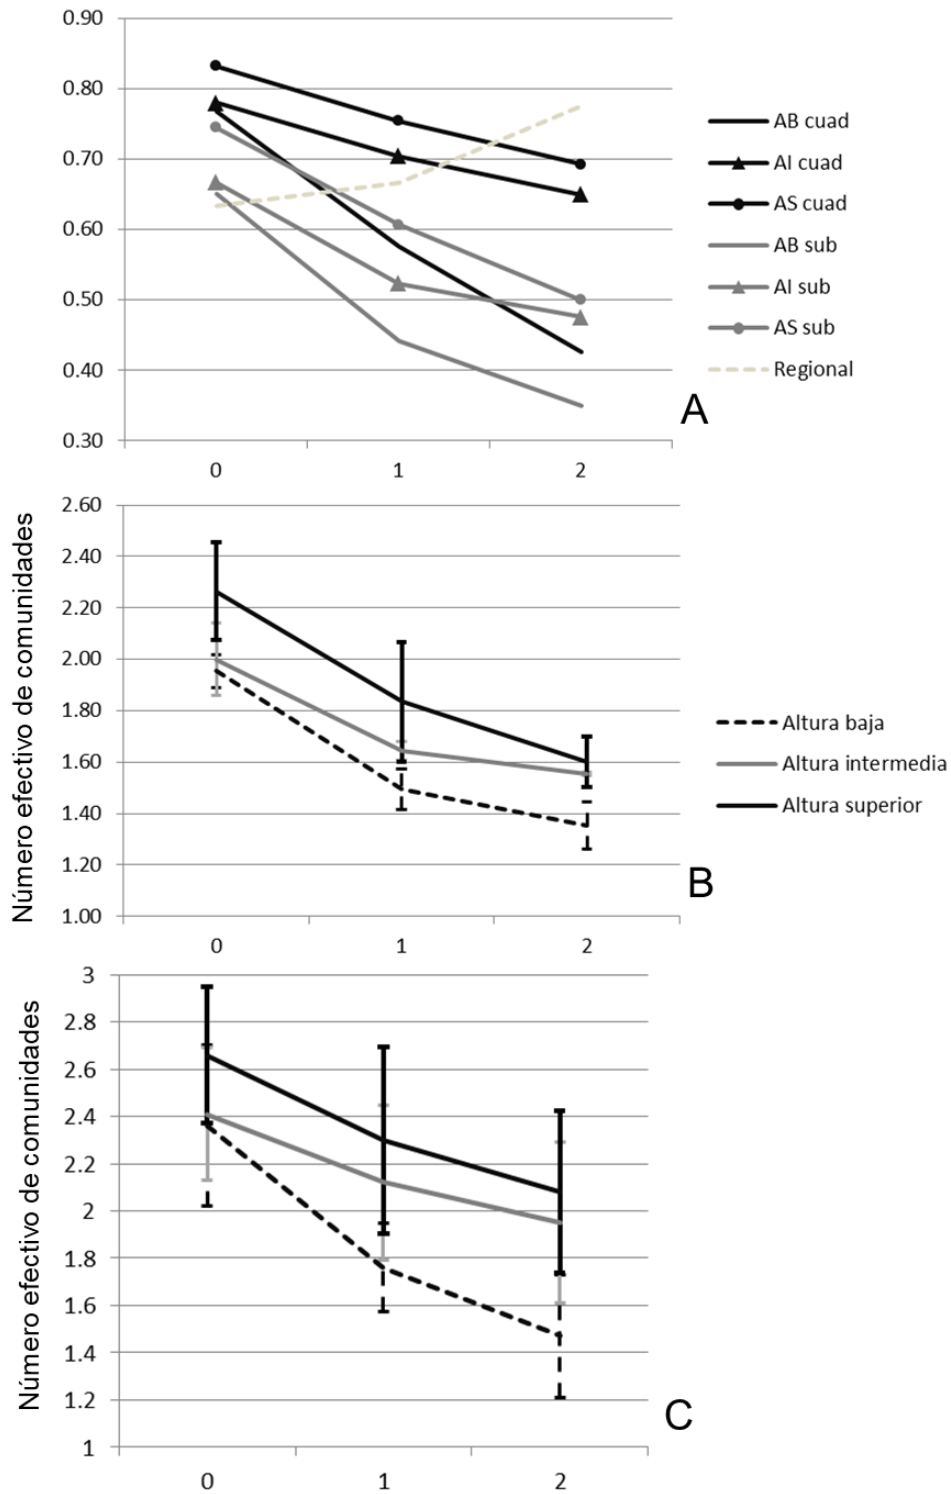 0.90
0.80
0.70
0.60
0.50
0.40
0.30
0 1 2
AB cuad
AI cuad
AS cuad
AB sub
AI sub
AS sub
Regional
A
Número efectivo de comunidades
2.60
2.40
2.20
2.00
1.80
1.60
1.40
1.20
1.00
0 1 2
Altura baja
Altura intermedia
Altura superior
B
Número efectivo de comunidades
3
2.8
2.6
2.4
2.2
2
1.8
1.6
1.4
1.2
1
0 1 2
C